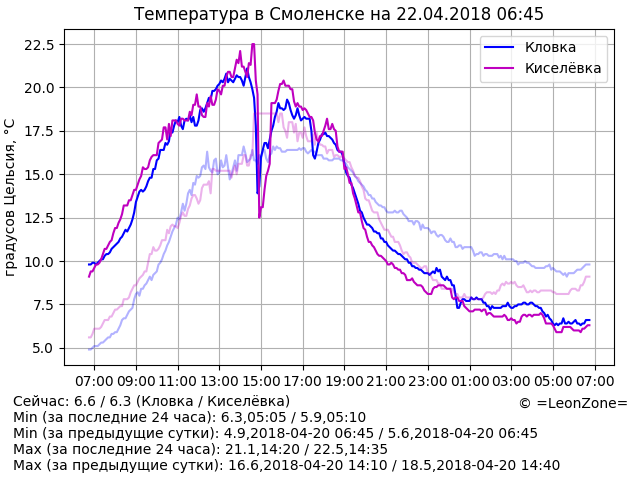 Температура в Смоленске на 22.04.2018 06:45
Кловка
Киселёвка
градусов Цельсия, °C
22.5
20.0
17.5
15.0
12.5
10.0
7.5
5.0
07:00 09:00 11:00 13:00 15:00 17:00 19:00 21:00 23:00 01:00 03:00 05:00 07:00
© =LeonZone=
Сейчас: 6.6 / 6.3 (Кловка / Киселёвка)
Min (за последние 24 часа): 6.3,05:05 / 5.9,05:10
Min (за предыдущие сутки): 4.9,2018-04-20 06:45 / 5.6,2018-04-20 06:45
Max (за последние 24 часа): 21.1,14:20 / 22.5,14:35
Max (за предыдущие сутки): 16.6,2018-04-20 14:10 / 18.5,2018-04-20 14:40